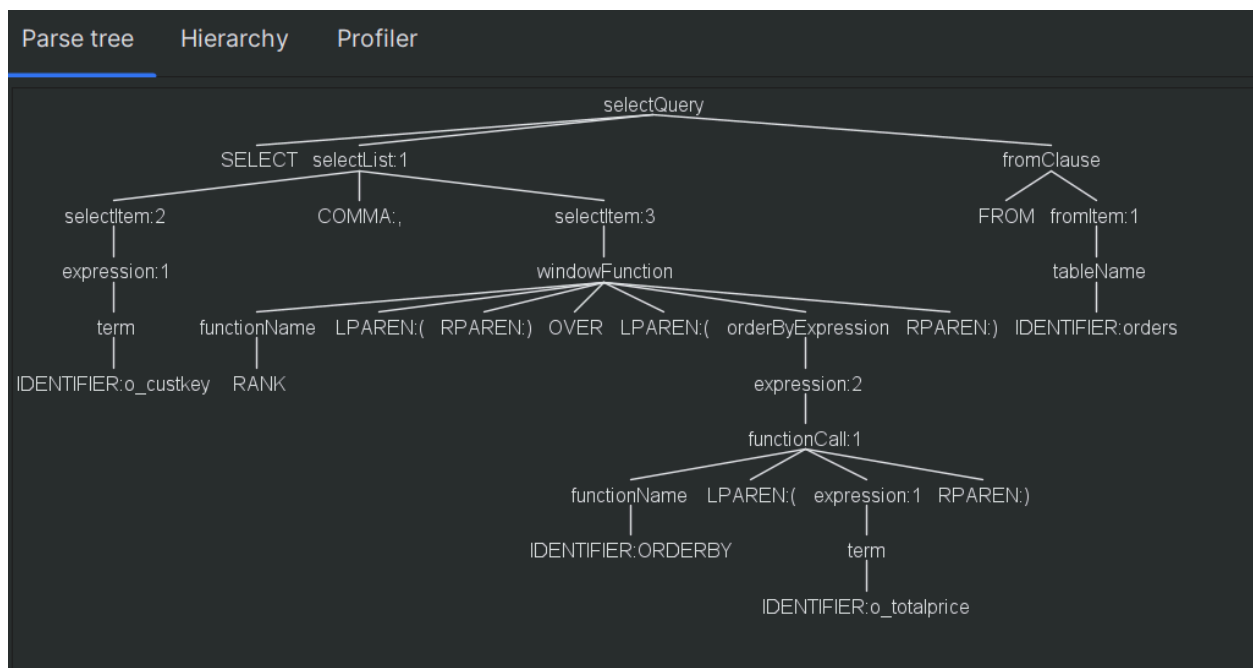 Parse tree Hierarchy Profiler
selectQuery
SELECT selectList:1 fromClause
selectItem:2 COMMA:, selectItem:3 FROM fromItem:1
expression:1 windowFunction tableName
term functionName LPAREN:( RPAREN:) OVER LPAREN:( orderByExpression RPAREN:) IDENTIFIER:orders
IDENTIFIER:o_custkey RANK expression:2
functionCall:1
functionName LPAREN:( expression:1 RPAREN:)
IDENTIFIER:ORDERBY term
IDENTIFIER:o_totalprice